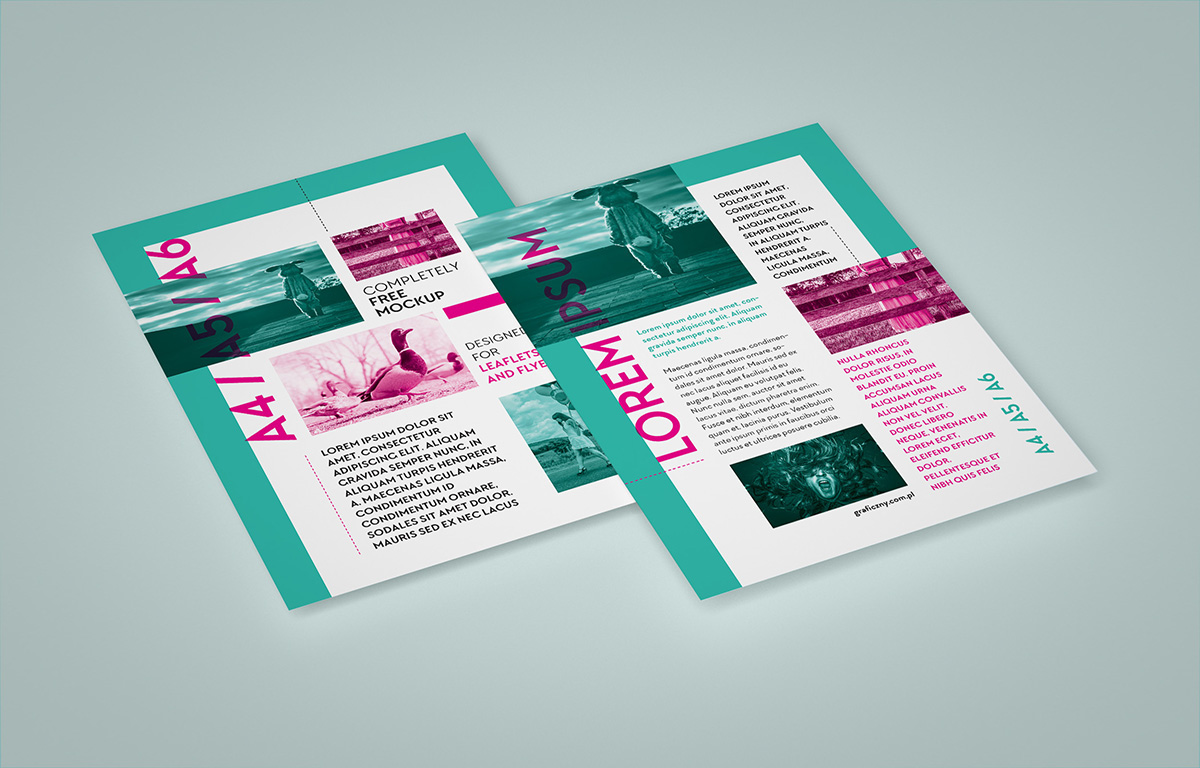 A4 / A5 / A6
COMPLETELY
FREE
MOCKUP
DESIGNED
FOR
LEAFLETS
AND FLYE
LOREM IPSUM DOLOR SIT
AMET, CONSECTETUR
ADIPISCING ELIT. ALIQUAM
GRAVIDA SEMPER NUNC, IN
ALIQUAM TURPIS HENDRERIT
A. MAECENAS LIGULA MASSA,
CONDIMENTUM ID
CONDIMENTUM ORNARE,
SODALES SIT AMET DOLOR.
MAURIS SED EX NEC LACUS
LOREM IPSUM
LOREM IPSUM
DOLOR SIT AMET,
CONSECTETUR
ADIPISCING ELIT.
ALIQUAM GRAVIDA
SEMPER NUNC,
IN ALIQUAM TURPIS
HENDRERIT A.
MAECENAS
LIGULA MASSA,
CONDIMENTUM
Lorem ipsum dolor sit amet, con-
sectetur adipiscing elit. Aliquam
gravida semper nunc, in aliquam
turpis hendrerit a.
Maecenas ligula massa, condimen-
tum id condimentum ornare, so-
dales sit amet dolor. Mauris sed ex
nec lacus aliquet facilisis id eu
augue. Aliquam eu volutpat felis.
Nunc nulla sem, auctor sit amet
lacus vitae, dictum pharetra enim.
Fusce et nibh interdum, elementum
quam et, lacinia purus. Vestibulum
ante ipsum primis in faucibus orci
luctus et ultrices posuere cubilia
NULLA RHONCUS
DOLOR RISUS, IN
MOLESTIE ODIO
BLANDIT EU. PROIN
ACCUMSAN LACUS
ALIQUAM URNA
ALIQUAM CONVALLIS
NON VEL VELIT.
DONEC LIBERO
NEQUE, VENENATIS IN
LOREM EGET,
ELEIFEND EFFICITUR
DOLOR.
PELLENTESQUE ET
NIBH QUIS FELIS
A4 / A5 / A6
graficzny.com.pl